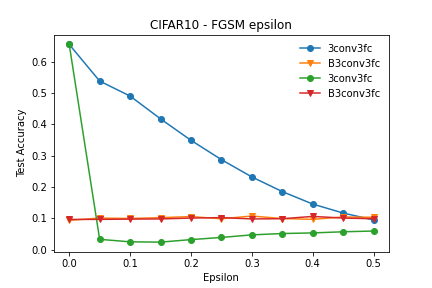 CIFAR10 - FGSM epsilon
3conv3fc
B3conv3fc
3conv3fc
B3conv3fc
Test Accuracy
0.6
0.5
0.4
0.3
0.2
0.1
0.0
0.0 0.1 0.2 0.3 0.4 0.5
Epsilon